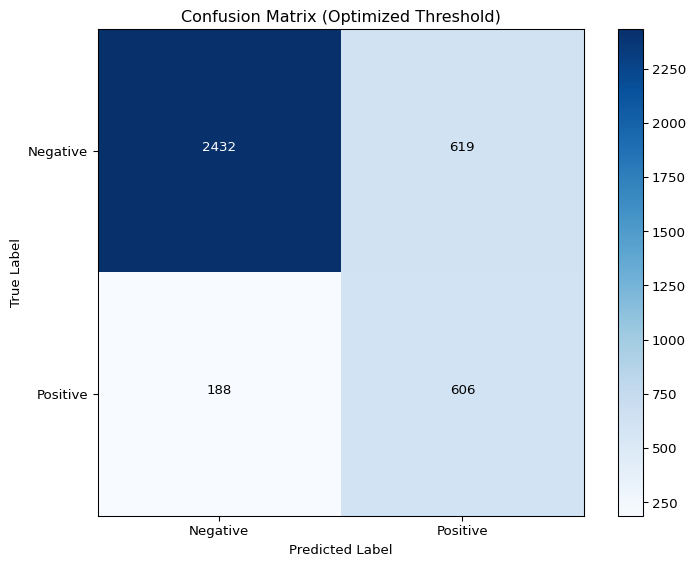 Confusion Matrix (Optimized Threshold)
True Label
Negative
Positive
2432
619
188
606
Negative
Positive
Predicted Label
2250
2000
1750
1500
1250
1000
750
500
250